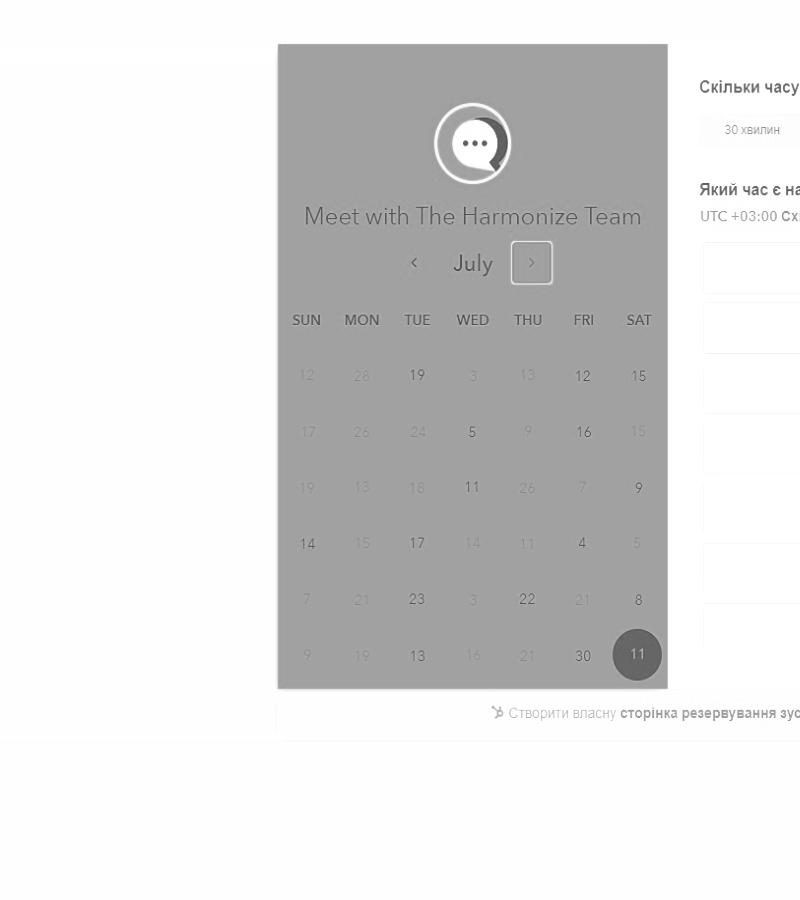 Скільки часу
30 хвилин
Meet with The Harmonize Team
Який час є на
UTC +03:00 Схі
July
SUN MON TUE WED THU FRI SAT
12 28 19 3 13 12 15
17 26 24 5 9 16 15
19 13 18 11 26 7 9
14 15 17 14 11 4 5
7 21 23 3 22 21 8
9 19 13 16 21 30 11
Створити власну сторінка резервування зус